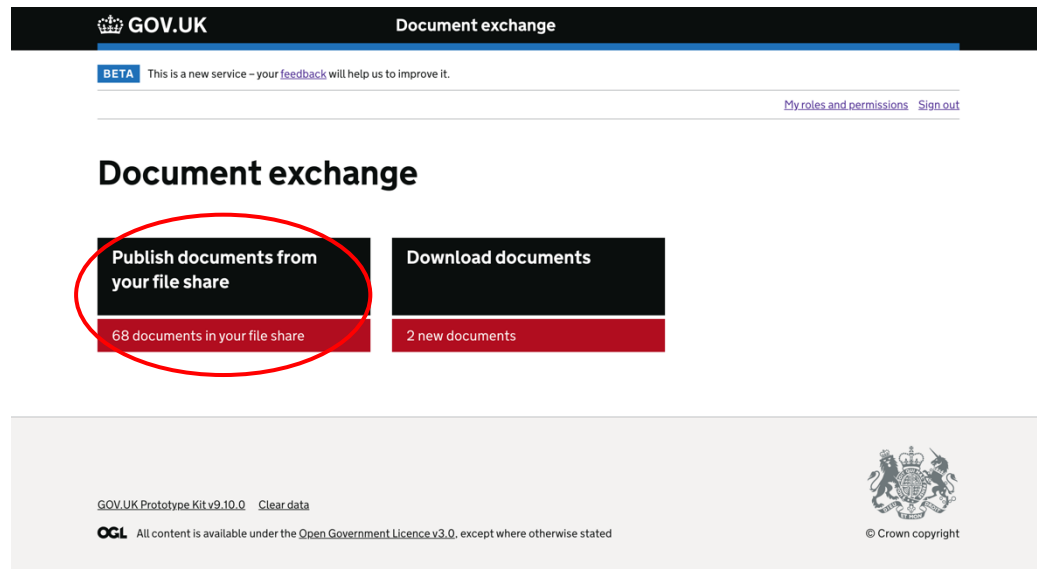 GOV.UK Document exchange
BETA This is a new service – your feedback will help us to improve it.
My roles and permissions Sign out
Document exchange
Publish documents from
your file share
68 documents in your file share
Download documents
2 new documents
GOV.UK Prototype Kit v9.10.0 Clear data
OGL All content is available under the Open Government Licence v3.0, except where otherwise stated
© Crown copyright